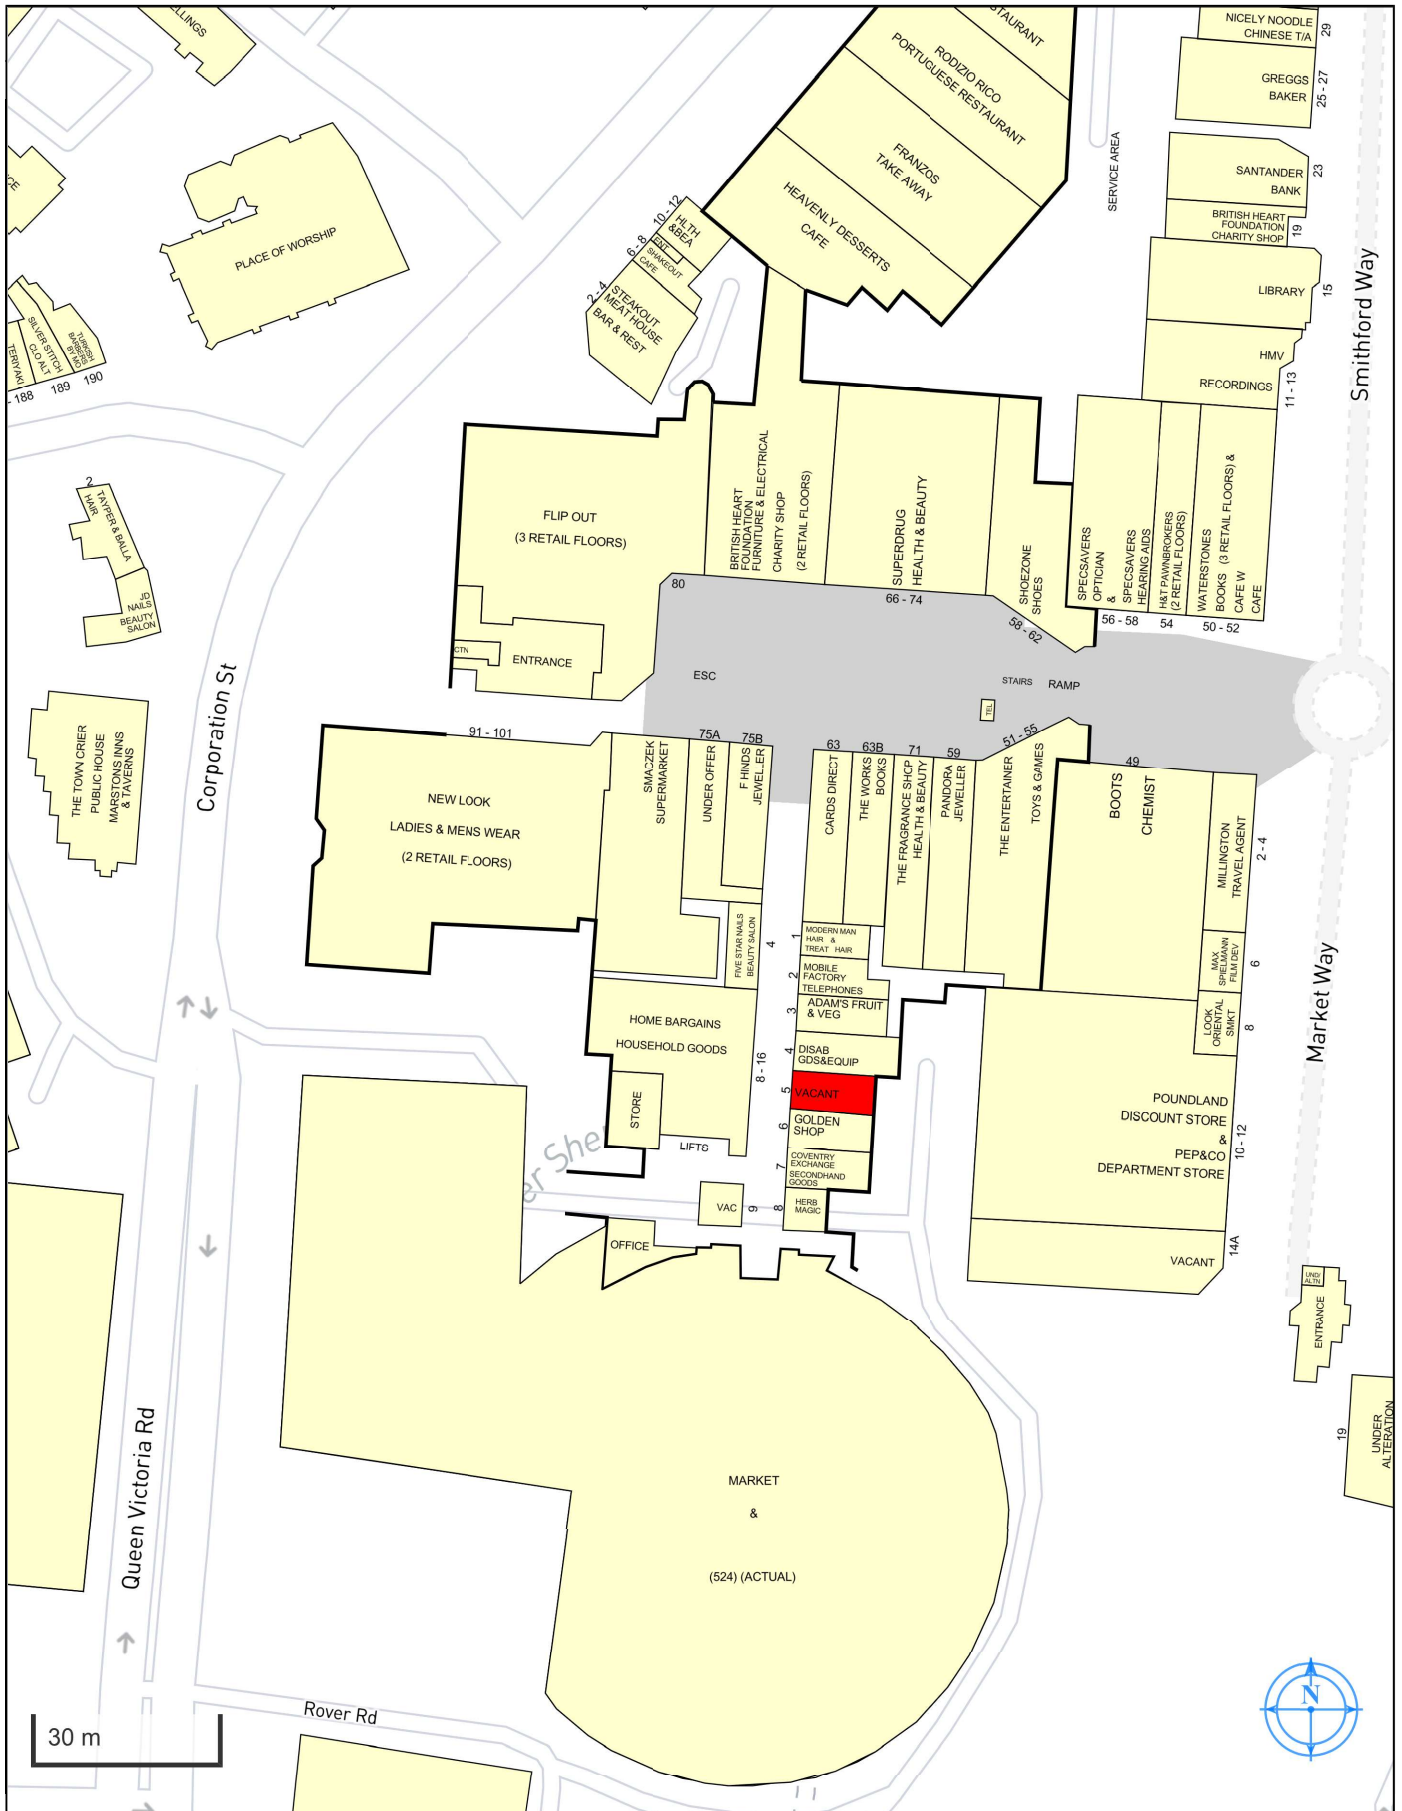 ELLINGS
STAURANT
NICELY NOODLE
CHINESE T/A
29
RODIZIO RICO
PORTUGUESE RESTAURANT
GREGGS
BAKER
25 - 27
FRANZOS
TAKE AWAY
SERVICE AREA
SANTANDER
BANK
23
HEAVENLY DESSERTS
CAFE
BRITISH HEART
FOUNDATION
CHARITY SHOP
19
PLACE OF WORSHIP
10 - 12
HLTH
&BEA
6 - 8
ENT
SHAKEOUT
CAFE
2 - 4
STEAKOUT
MEAT HOUSE
BAR & REST
LIBRARY
15
Smithford Way
HMV
RECORDINGS
11 - 13
TERIYAKI
SILVER STITCH
CLO ALT
TURKISH
BARBERS
BY MO
- 188
189
190
2
TAYPER & BALLA
HAIR
JD
NAILS
BEAUTY
SALON
FLIP OUT
(3 RETAIL FLOORS)
BRITISH HEART
FOUNDATION
FURNITURE & ELECTRICAL
CHARITY SHOP
(2 RETAIL FLOORS)
SUPERDRUG
HEALTH & BEAUTY
SHOEZONE
SHOES
SPECSAVERS
OPTICIAN
&
SPECSAVERS
HEARING AIDS
H&T PAWNBROKERS
(2 RETAIL FLOORS)
WATERSTONES
BOOKS (3 RETAIL FLOORS) &
CAFE W
CAFE
80
66 - 74
58 - 62
56 - 58
54
50 - 52
CTN
ENTRANCE
ESC
STAIRS
RAMP
TEL
Corporation St
THE TOWN CRIER
PUBLIC HOUSE
MARSTONS INNS
& TAVERNS
91 - 101
NEW LOOK
LADIES & MENS WEAR
(2 RETAIL FLOORS)
SMACZEK
SUPERMARKET
75A
UNDER OFFER
75B
F HINDS
JEWELLER
63
CARDS DIRECT
63B
THE WORKS
BOOKS
71
THE FRAGRANCE SHOP
HEALTH & BEAUTY
59
PANDORA
JEWELLER
51 - 55
THE ENTERTAINER
TOYS & GAMES
49
BOOTS
CHEMIST
MILLINGTON
TRAVEL AGENT
2 - 4
FIVE STAR NAILS
BEAUTY SALON
4
1
MODERN MAN
HAIR &
TREAT HAIR
2
MOBILE
FACTORY
TELEPHONES
3
ADAM'S FRUIT
& VEG
4
DISAB
GDS&EQUIP
5
VACANT
6
GOLDEN
SHOP
7
COVENTRY
EXCHANGE
SECONDHAND
GOODS
8
HERB
MAGIC
MAX
SPIELMANN
FILM DEV
6
LOOK
ORIENTAL
SMKT
8
Market Way
HOME BARGAINS
HOUSEHOLD GOODS
8 - 16
STORE
LIFTS
er She
VAC
9
OFFICE
POUNDLAND
DISCOUNT STORE
&
PEP&CO
DEPARTMENT STORE
10 - 12
VACANT
14A
UND/
ALTN
ENTRANCE
19
UNDER
ALTERATION
Queen Victoria Rd
MARKET
&
(524) (ACTUAL)
Rover Rd
30 m
N